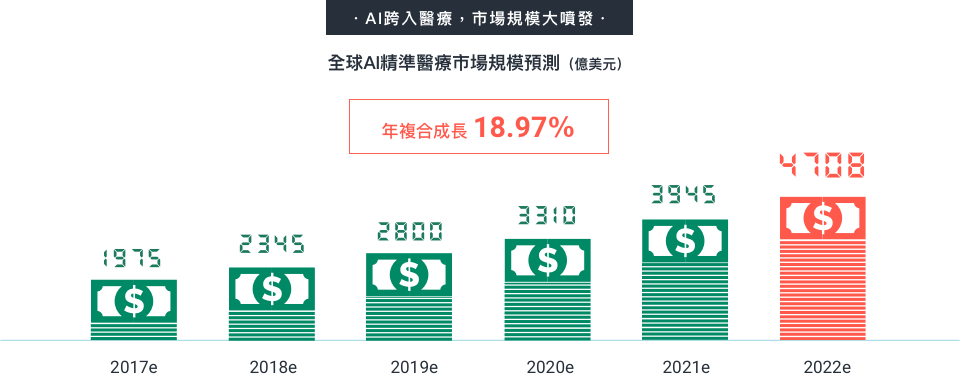 · AI跨入醫療，市場規模大噴發 ·
全球AI精準醫療市場規模預測（億美元）
年複合成長 18.97%
1975 2345 2800 3310 3945 4708
$ $ $ $ $ $
2017e 2018e 2019e 2020e 2021e 2022e